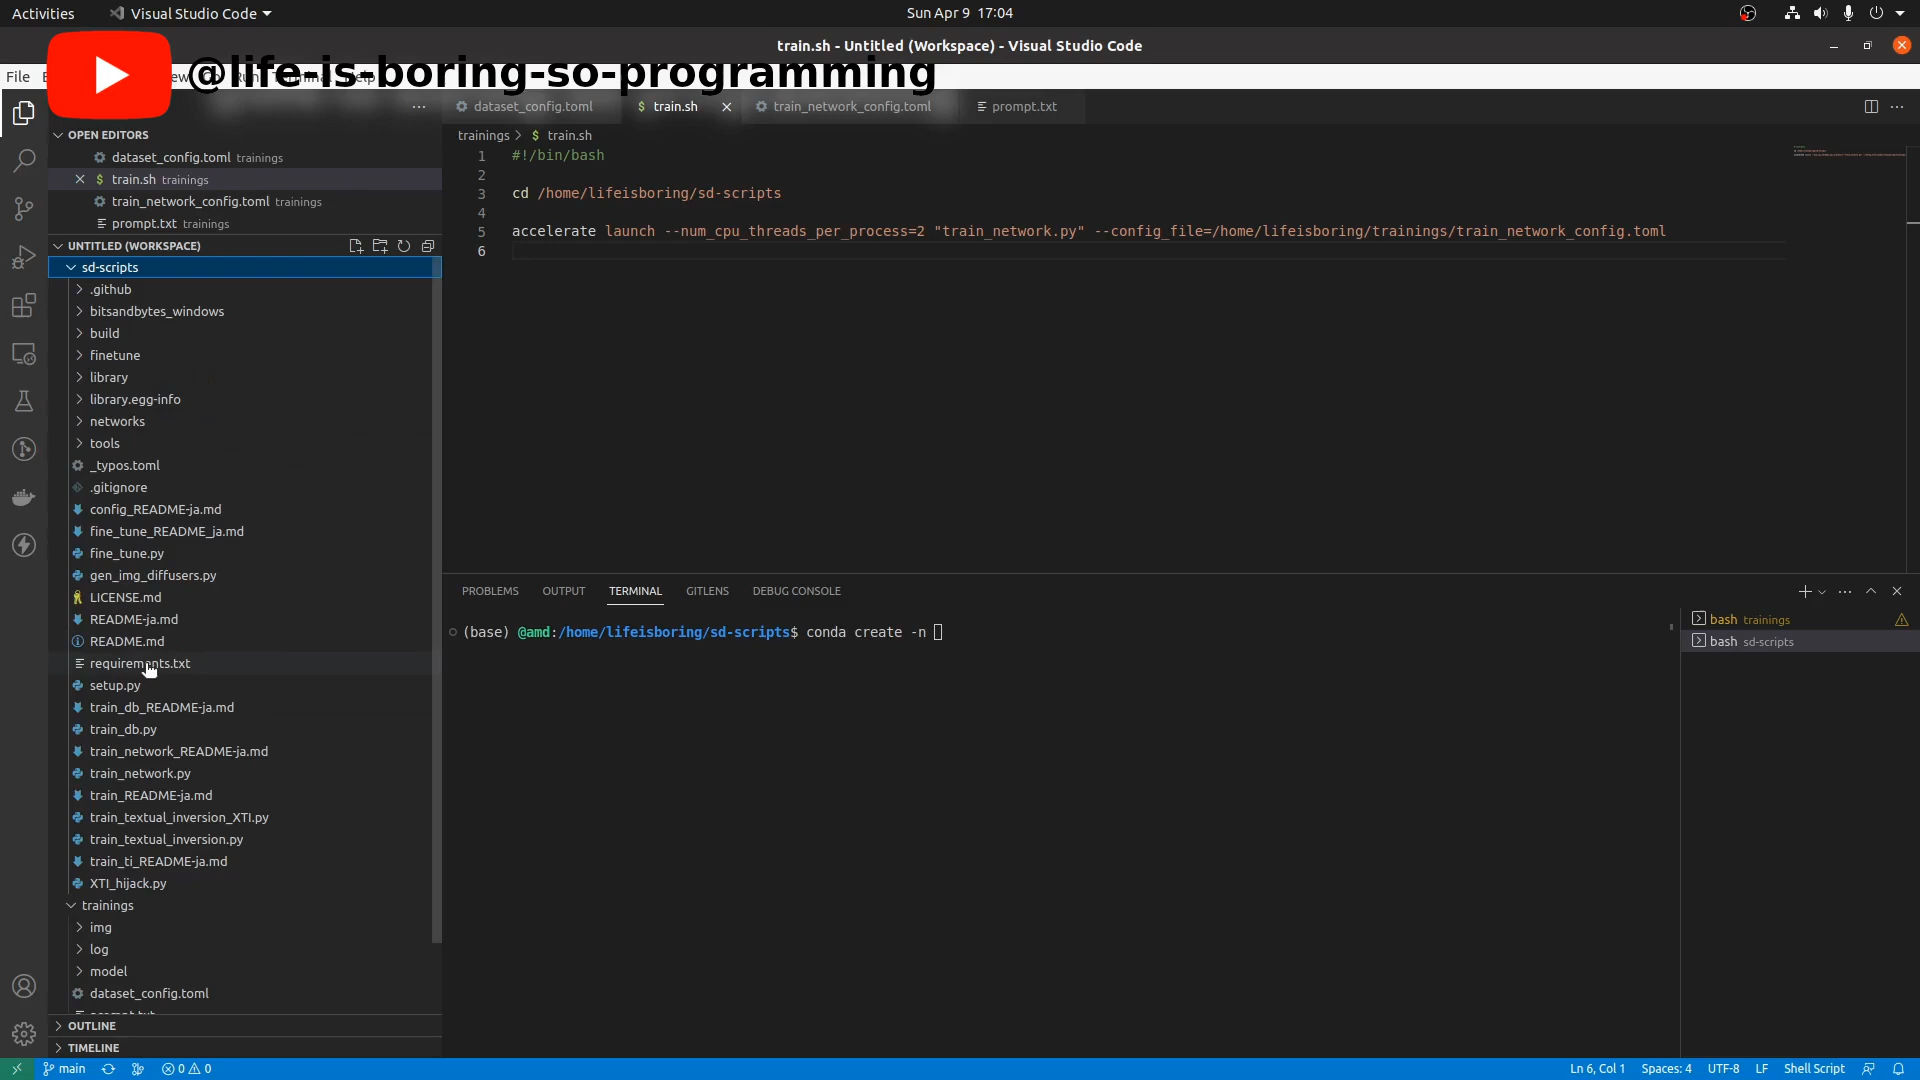 Activities
Visual Studio Code
Sun Apr 9 17:04
train.sh - Untitled (Workspace) - Visual Studio Code
File
@life-is-boring-so-programming
dataset_config.toml
train.sh
train_network_config.toml
prompt.txt
OPEN EDITORS
dataset_config.toml trainings
train.sh trainings
train_network_config.toml trainings
prompt.txt trainings
UNTITLED (WORKSPACE)
sd-scripts
.github
bitsandbytes_windows
build
finetune
library
library.egg-info
networks
tools
_typos.toml
.gitignore
config_README-ja.md
fine_tune_README_ja.md
fine_tune.py
gen_img_diffusers.py
LICENSE.md
README-ja.md
README.md
requirements.txt
setup.py
train_db_README-ja.md
train_db.py
train_network_README-ja.md
train_network.py
train_README-ja.md
train_textual_inversion_XTI.py
train_textual_inversion.py
train_ti_README-ja.md
XTI_hijack.py
trainings
img
log
model
dataset_config.toml
OUTLINE
TIMELINE
trainings > $ train.sh
1 #!/bin/bash
2
3 cd /home/lifeisboring/sd-scripts
4
5 accelerate launch --num_cpu_threads_per_process=2 "train_network.py" --config_file=/home/lifeisboring/trainings/train_network_config.toml
6
PROBLEMS
OUTPUT
TERMINAL
GITLENS
DEBUG CONSOLE
(base) @amd:/home/lifeisboring/sd-scripts$ conda create -n
bash trainings
bash sd-scripts
main
0 0
Ln 6, Col 1
Spaces: 4
UTF-8
LF
Shell Script